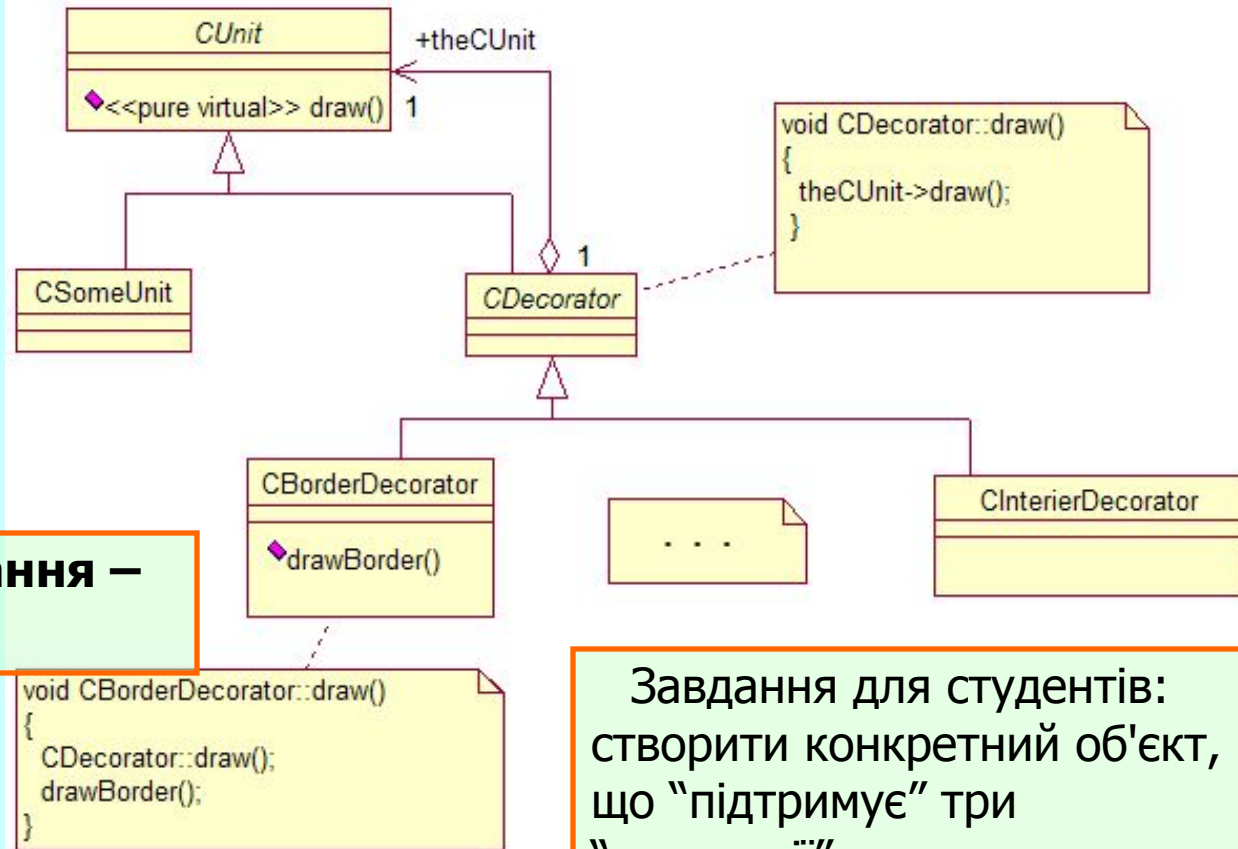 CUnit
<<pure virtual>> draw()
+theCUnit
1
1
void CDecorator::draw()
{
theCUnit->draw();
}
CSomeUnit
CDecorator
CBorderDecorator
drawBorder()
. . .
CInterierDecorator
ння –
void CBorderDecorator::draw()
{
CDecorator::draw();
drawBorder();
}
Завдання для студентів:
створити конкретний об'єкт,
що “підтримує” три